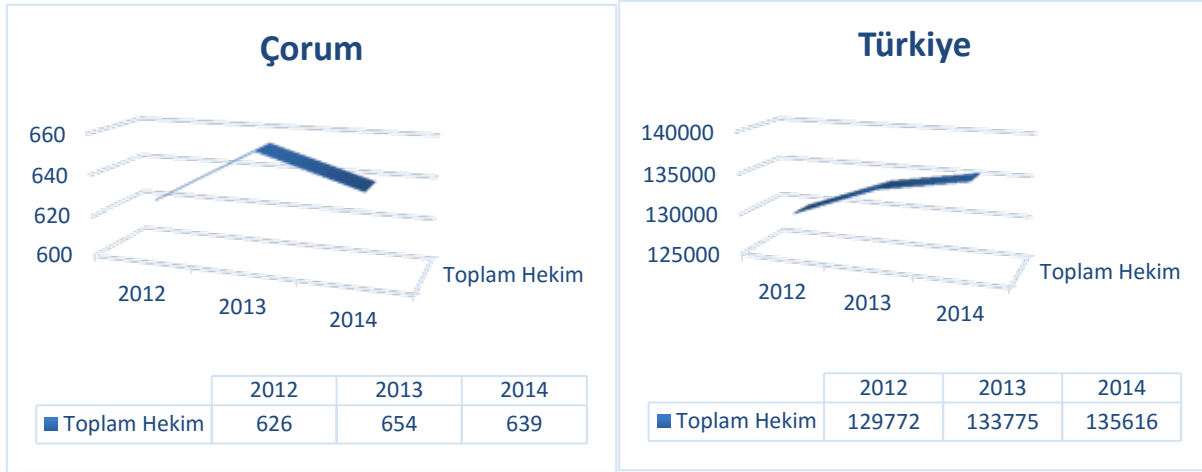 Çorum
660
640
620
600
2012
2013
2014
Toplam Hekim
2012 2013 2014
Toplam Hekim 626 654 639
Türkiye
140000
135000
130000
125000
2012
2013
2014
Toplam Hekim
2012 2013 2014
Toplam Hekim 129772 133775 135616